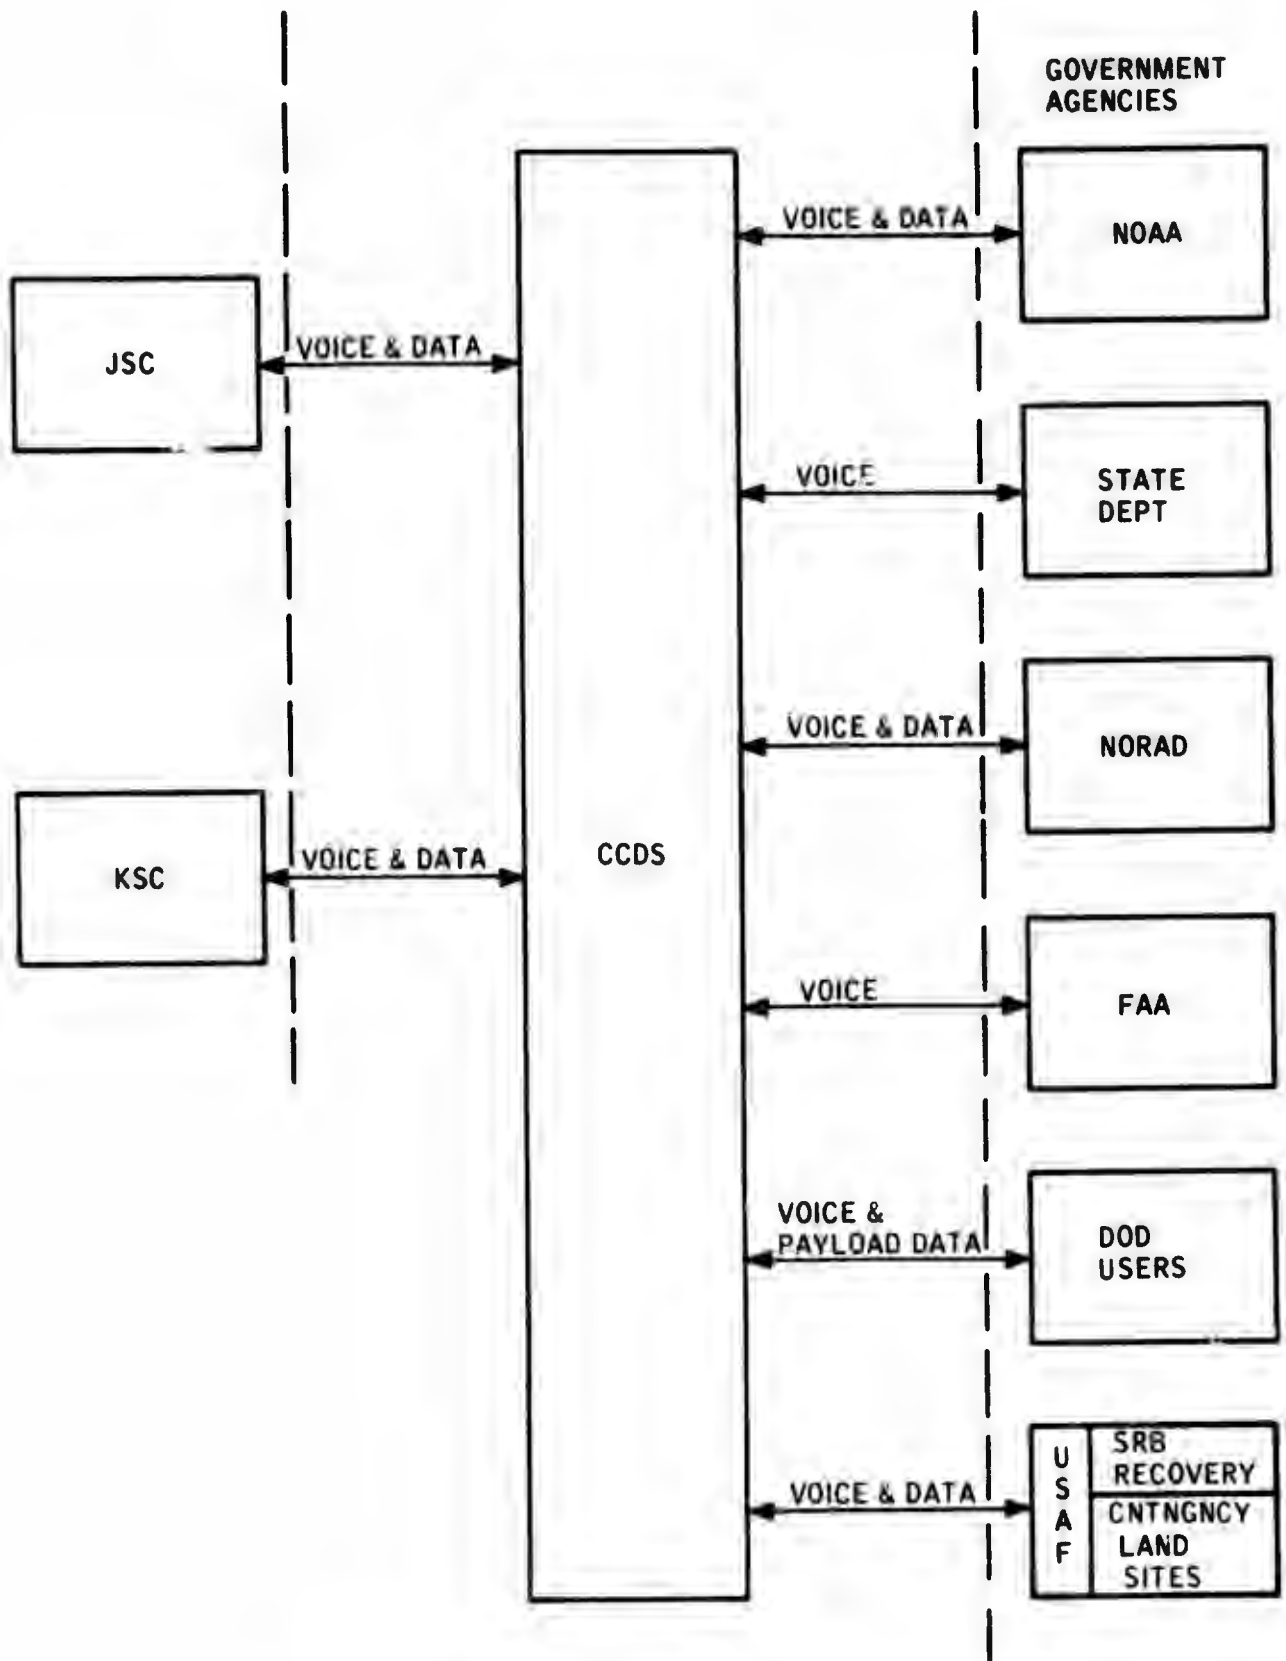 GOVERNMENT
AGENCIES
VOICE & DATA
NOAA
JSC
VOICE & DATA
VOICE
STATE
DEPT
VOICE & DATA
NORAD
KSC
VOICE & DATA
CCDS
VOICE
FAA
VOICE &
PAYLOAD DATA
DOD
USERS
VOICE & DATA
USAF
SRB
RECOVERY
CNTNGNCY
LAND
SITES